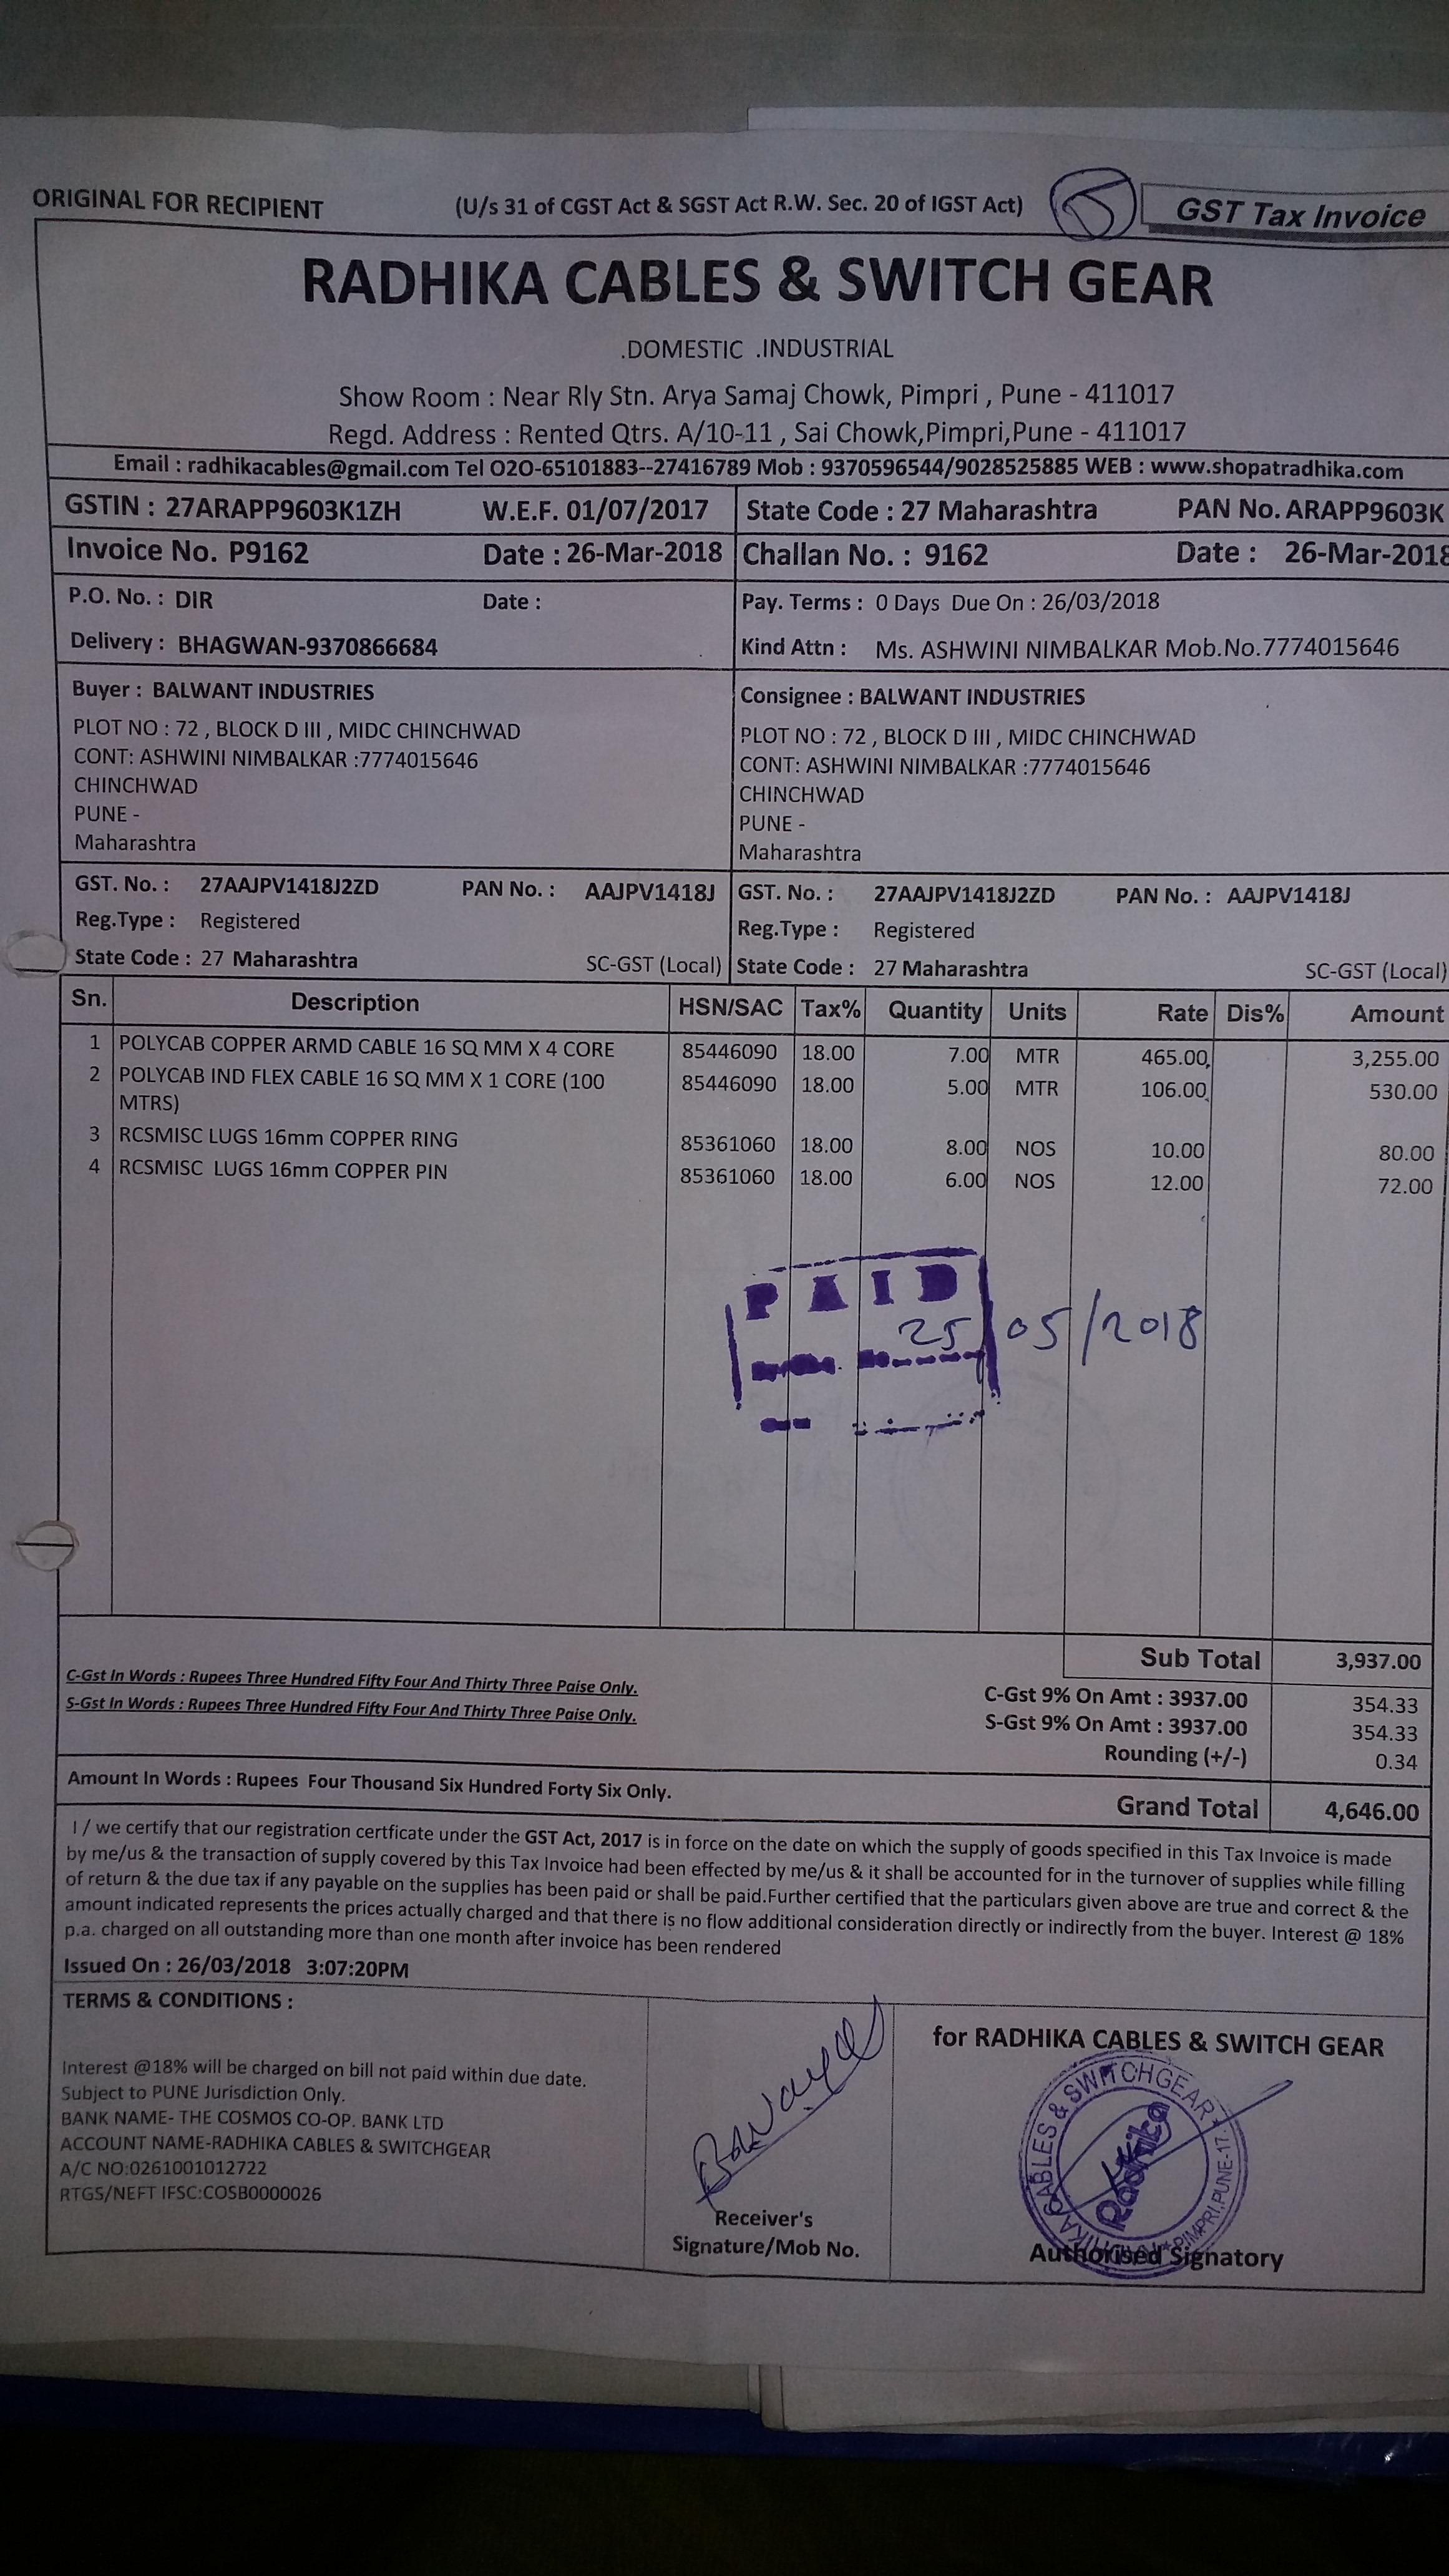 ORIGINAL FOR RECIPIENT (U/s 31 of CGST Act & SGST Act R.W. Sec. 20 of IGST Act) GST Tax Invoice
RADHIKA CABLES & SWITCH GEAR
.DOMESTIC .INDUSTRIAL
Show Room : Near Rly Stn. Arya Samaj Chowk, Pimpri , Pune - 411017
Regd. Address : Rented Qtrs. A/10-11 , Sai Chowk,Pimpri,Pune - 411017
Email : radhikacables@gmail.com Tel O2O-65101883--27416789 Mob : 9370596544/9028525885 WEB : www.shopatradhika.com
GSTIN : 27ARAPP9603K1ZH W.E.F. 01/07/2017 State Code : 27 Maharashtra PAN No. ARAPP9603K
Invoice No. P9162 Date : 26-Mar-2018 Challan No. : 9162 Date : 26-Mar-2018
P.O. No. : DIR Date : Pay. Terms : 0 Days Due On : 26/03/2018
Delivery : BHAGWAN-9370866684 Kind Attn : Ms. ASHWINI NIMBALKAR Mob.No.7774015646
Buyer : BALWANT INDUSTRIES Consignee : BALWANT INDUSTRIES
PLOT NO : 72 , BLOCK D III , MIDC CHINCHWAD PLOT NO : 72 , BLOCK D III , MIDC CHINCHWAD
CONT: ASHWINI NIMBALKAR :7774015646 CONT: ASHWINI NIMBALKAR :7774015646
CHINCHWAD CHINCHWAD
PUNE - PUNE -
Maharashtra Maharashtra
GST. No. : 27AAJPV1418J2ZD PAN No. : AAJPV1418J GST. No. : 27AAJPV1418J2ZD PAN No. : AAJPV1418J
Reg.Type : Registered Reg.Type : Registered
State Code : 27 Maharashtra SC-GST (Local) State Code : 27 Maharashtra SC-GST (Local)
Sn. Description HSN/SAC Tax% Quantity Units Rate Dis% Amount
1 POLYCAB COPPER ARMD CABLE 16 SQ MM X 4 CORE 85446090 18.00 7.00 MTR 465.00 3,255.00
2 POLYCAB IND FLEX CABLE 16 SQ MM X 1 CORE (100 85446090 18.00 5.00 MTR 106.00 530.00
MTRS)
3 RCSMISC LUGS 16mm COPPER RING 85361060 18.00 8.00 NOS 10.00 80.00
4 RCSMISC LUGS 16mm COPPER PIN 85361060 18.00 6.00 NOS 12.00 72.00
PAID
25/05/2018
Sub Total 3,937.00
C-Gst In Words : Rupees Three Hundred Fifty Four And Thirty Three Paise Only. C-Gst 9% On Amt : 3937.00 354.33
S-Gst In Words : Rupees Three Hundred Fifty Four And Thirty Three Paise Only. S-Gst 9% On Amt : 3937.00 354.33
Rounding (+/-) 0.34
Amount In Words : Rupees Four Thousand Six Hundred Forty Six Only. Grand Total 4,646.00
I / we certify that our registration certficate under the GST Act, 2017 is in force on the date on which the supply of goods specified in this Tax Invoice is made
by me/us & the transaction of supply covered by this Tax Invoice had been effected by me/us & it shall be accounted for in the turnover of supplies while filling
of return & the due tax if any payable on the supplies has been paid or shall be paid.Further certified that the particulars given above are true and correct & the
amount indicated represents the prices actually charged and that there is no flow additional consideration directly or indirectly from the buyer. Interest @ 18%
p.a. charged on all outstanding more than one month after invoice has been rendered
Issued On : 26/03/2018 3:07:20PM
TERMS & CONDITIONS :
for RADHIKA CABLES & SWITCH GEAR
Interest @18% will be charged on bill not paid within due date.
Subject to PUNE Jurisdiction Only.
BANK NAME- THE COSMOS CO-OP. BANK LTD
ACCOUNT NAME-RADHIKA CABLES & SWITCHGEAR
A/C NO:0261001012722
RTGS/NEFT IFSC:COSB0000026
RADHIKA CABLES & SWITCHGEAR * PIMPRI, PUNE-17. *
Radhika
Receiver's
Signature/Mob No.
Authorised Signatory